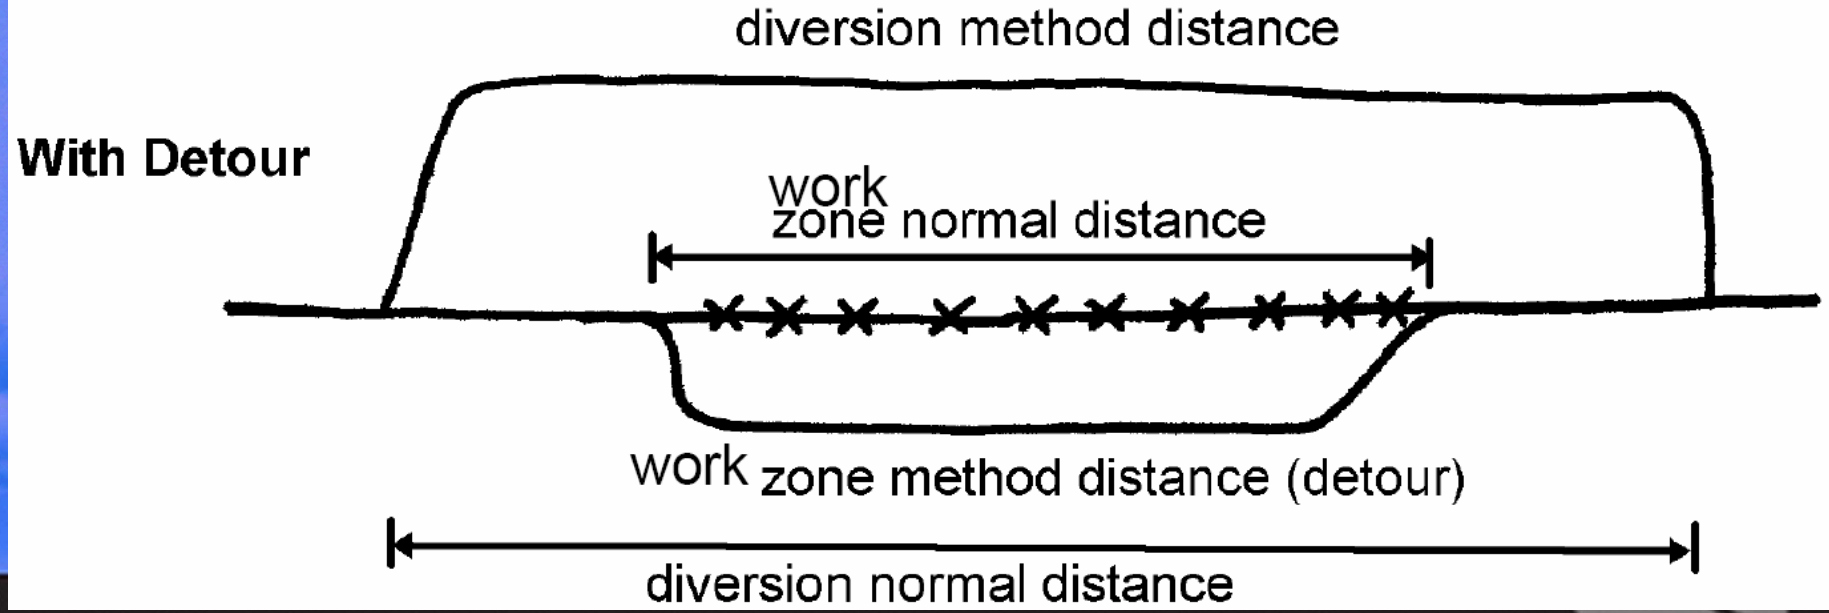 diversion method distance
With Detour
work
zone normal distance
work zone method distance (detour)
diversion normal distance